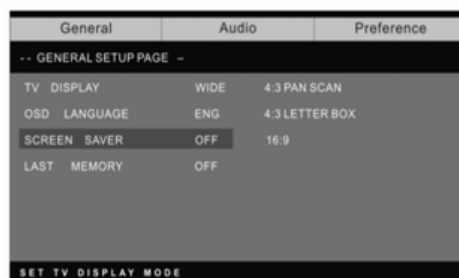 General Audio Preference
-- GENERAL SETUP PAGE –
TV DISPLAY WIDE 4:3 PAN SCAN
OSD LANGUAGE ENG 4:3 LETTER BOX
SCREEN SAVER OFF 16:9
LAST MEMORY OFF
SET TV DISPLAY MODE